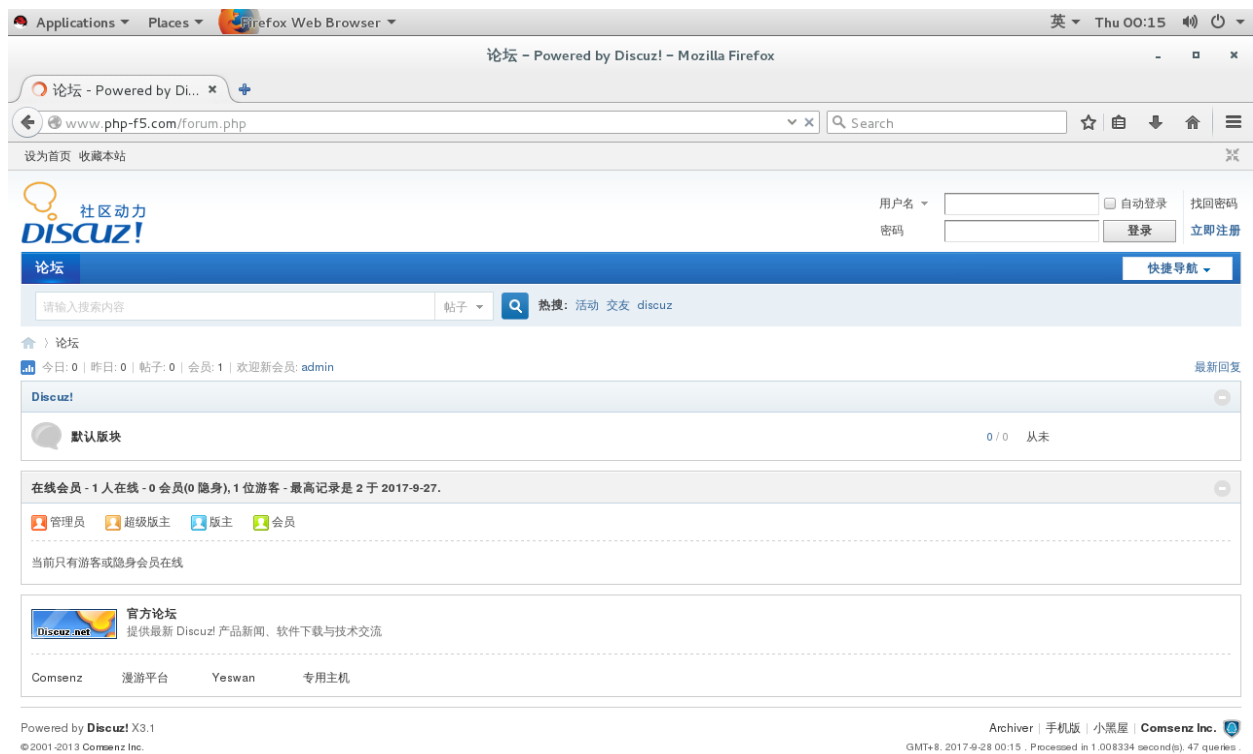 Applications Places Firefox Web Browser 英 Thu 00:15
论坛 – Powered by Discuz! – Mozilla Firefox
论坛 - Powered by Di...
www.php-f5.com/forum.php Search
设为首页 收藏本站
社区动力
DISCUZ!
用户名 自动登录 找回密码
密码 登录 立即注册
论坛 快捷导航
请输入搜索内容 帖子 热搜: 活动 交友 discuz
论坛
今日: 0 | 昨日: 0 | 帖子: 0 | 会员: 1 | 欢迎新会员: admin 最新回复
Discuz!
默认版块 0 / 0 从未
在线会员 - 1 人在线 - 0 会员(0 隐身), 1 位游客 - 最高记录是 2 于 2017-9-27.
管理员 超级版主 版主 会员
当前只有游客或隐身会员在线
Discuz.net
官方论坛
提供最新 Discuz! 产品新闻、软件下载与技术交流
Comsenz 漫游平台 Yeswan 专用主机
Powered by Discuz! X3.1 Archiver | 手机版 | 小黑屋 | Comsenz Inc.
©2001-2013 Comsenz Inc. GMT+8, 2017-9-28 00:15 , Processed in 1.008334 second(s), 47 queries .